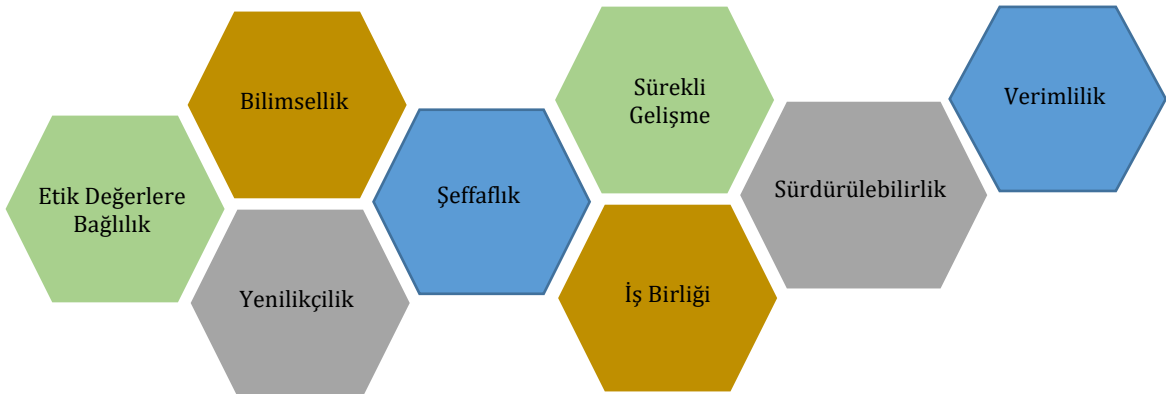 Etik Değerlere
Bağlılık
Bilimsellik
Yenilikçilik
Şeffaflık
Sürekli
Gelişme
İş Birliği
Sürdürülebilirlik
Verimlilik